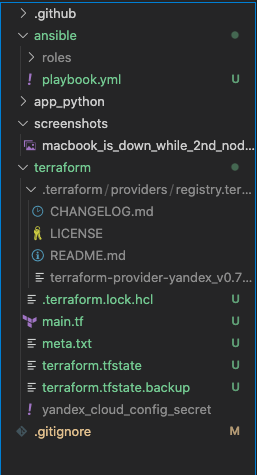 .github
ansible
roles
playbook.yml U
app_python
screenshots
macbook_is_down_while_2nd_nod...
terraform
.terraform/providers/registry.ter...
CHANGELOG.md
LICENSE
README.md
terraform-provider-yandex_v0.7...
.terraform.lock.hcl U
main.tf U
meta.txt U
terraform.tfstate U
terraform.tfstate.backup U
yandex_cloud_config_secret
.gitignore M